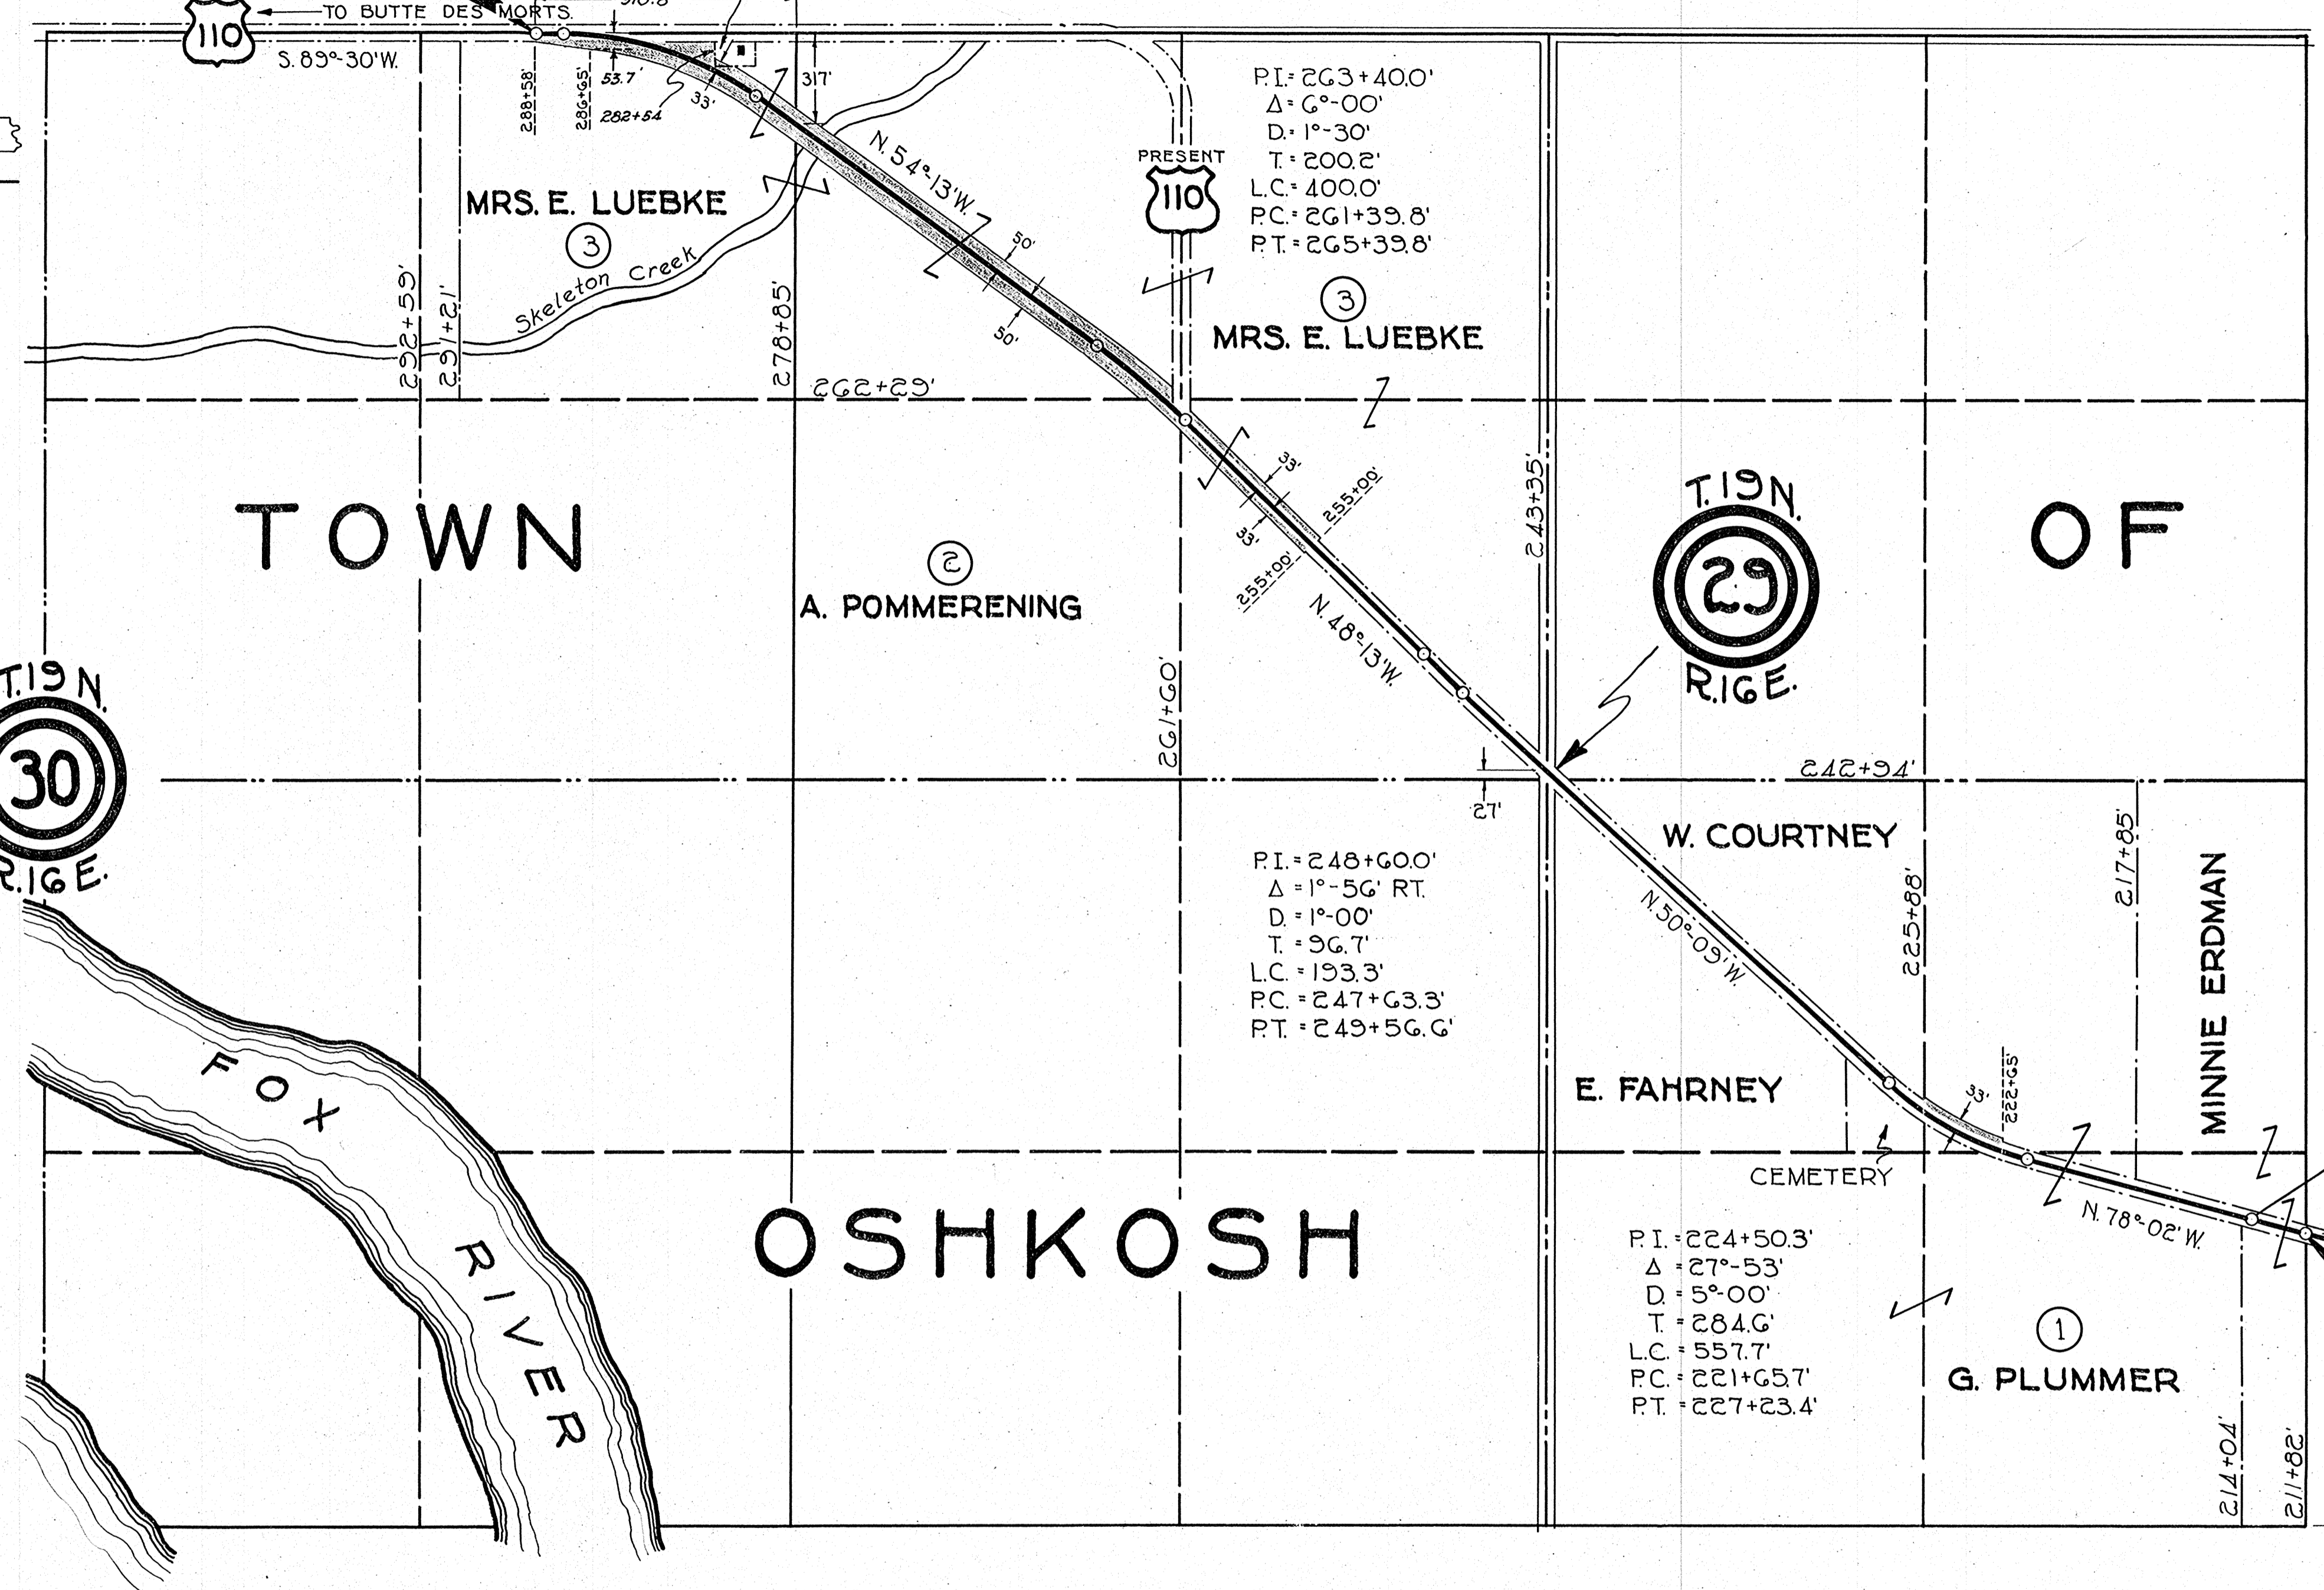 TO BUTTE DES MORTS.
110
S. 89°-30'W.
288+58'
286+65'
53.7'
282+54
33'
317'
N. 54°-13'W.
MRS. E. LUEBKE
3
Skeleton Creek
292+59'
291+21'
278+85'
262+29'
50'
50'
PRESENT
110
P.I.= 263+40.0'
Δ = 6°-00'
D.= 1°-30'
T. = 200.2'
L.C.= 400.0'
P.C.= 261+39.8'
P.T. = 265+39.8'
3
MRS. E. LUEBKE
TOWN
OF
2
A. POMMERENING
33'
33'
255+00'
255+00'
243+35'
N. 48°-13'W.
261+60'
T.19N.
29
R.16E.
T.19N.
30
R.16E.
27'
242+94'
W. COURTNEY
217+85'
225+88'
N.50°-09'W.
MINNIE ERDMAN
P.I. = 248+60.0'
Δ = 1°-56' RT.
D. = 1°-00'
T. = 96.7'
L.C. = 193.3'
P.C. = 247+63.3'
P.T. = 249+56.6'
E. FAHRNEY
33'
222+65'
CEMETERY
N.78°-02'W.
FOX
RIVER
OSHKOSH
P.I. = 224+50.3'
Δ = 27°-53'
D. = 5°-00'
T. = 284.6'
L.C. = 557.7'
P.C. = 221+65.7'
P.T. = 227+23.4'
1
G. PLUMMER
214+04'
211+82'